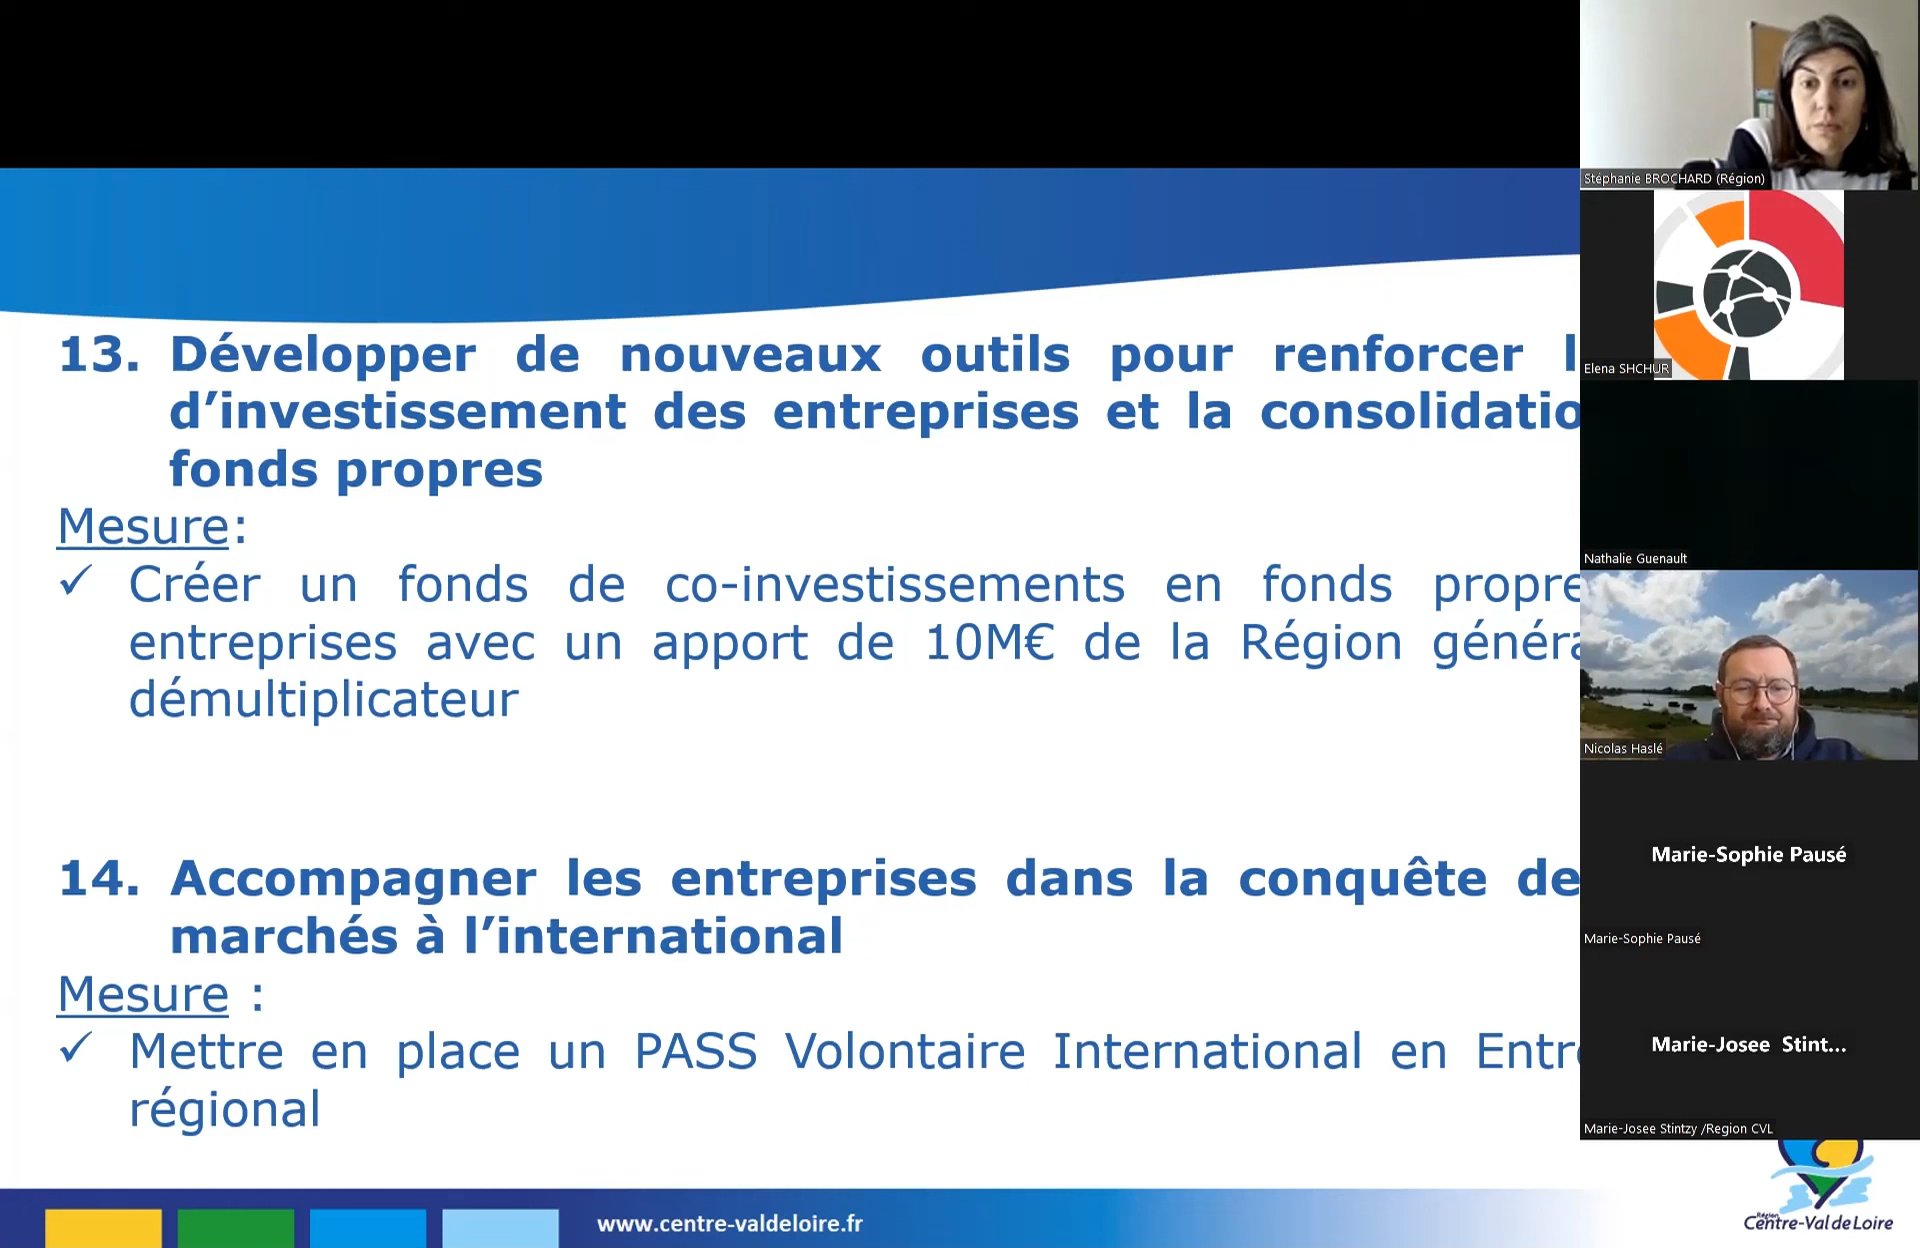 13. Développer de nouveaux outils pour renforcer
d’investissement des entreprises et la consolidatio
fonds propres
Mesure:
✓ Créer un fonds de co-investissements en fonds propre
entreprises avec un apport de 10M€ de la Région généra
démultiplicateur
14. Accompagner les entreprises dans la conquête de
marchés à l’international
Mesure :
✓ Mettre en place un PASS Volontaire International en Entr
régional
www.centre-valdeloire.fr
Stéphanie BROCHARD (Région)
Elena SHCHUR
Nathalie Guenault
Nicolas Haslé
Marie-Sophie Pausé
Marie-Sophie Pausé
Marie-Josee Stint...
Marie-Josee Stintzy /Region CVL
Région
Centre-Val de Loire